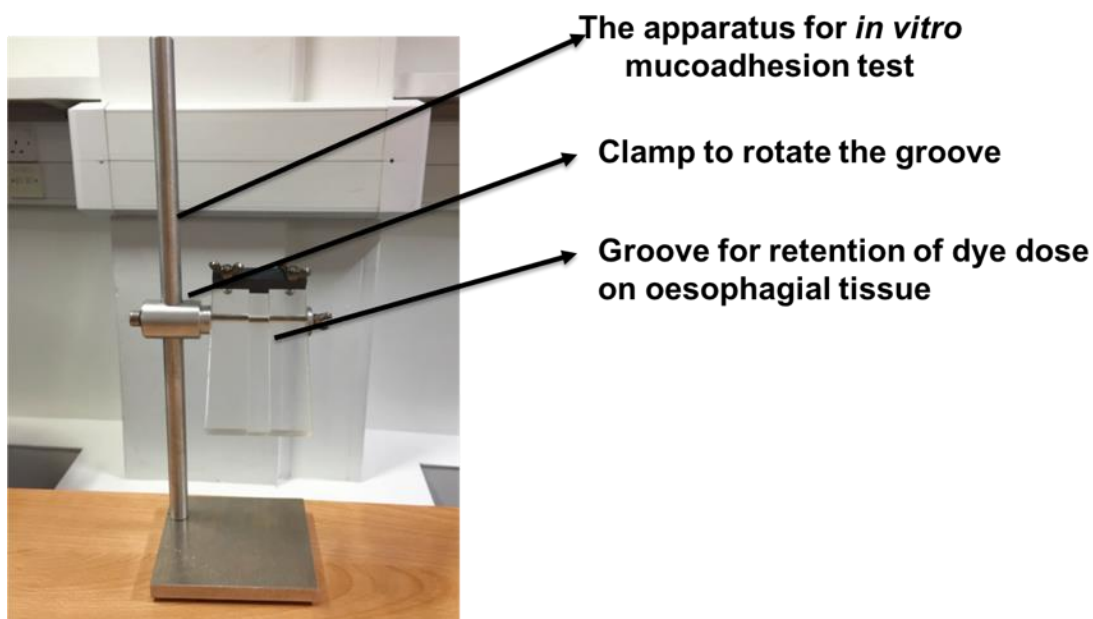 The apparatus for in vitro
mucoadhesion test
Clamp to rotate the groove
Groove for retention of dye dose
on oesophagial tissue